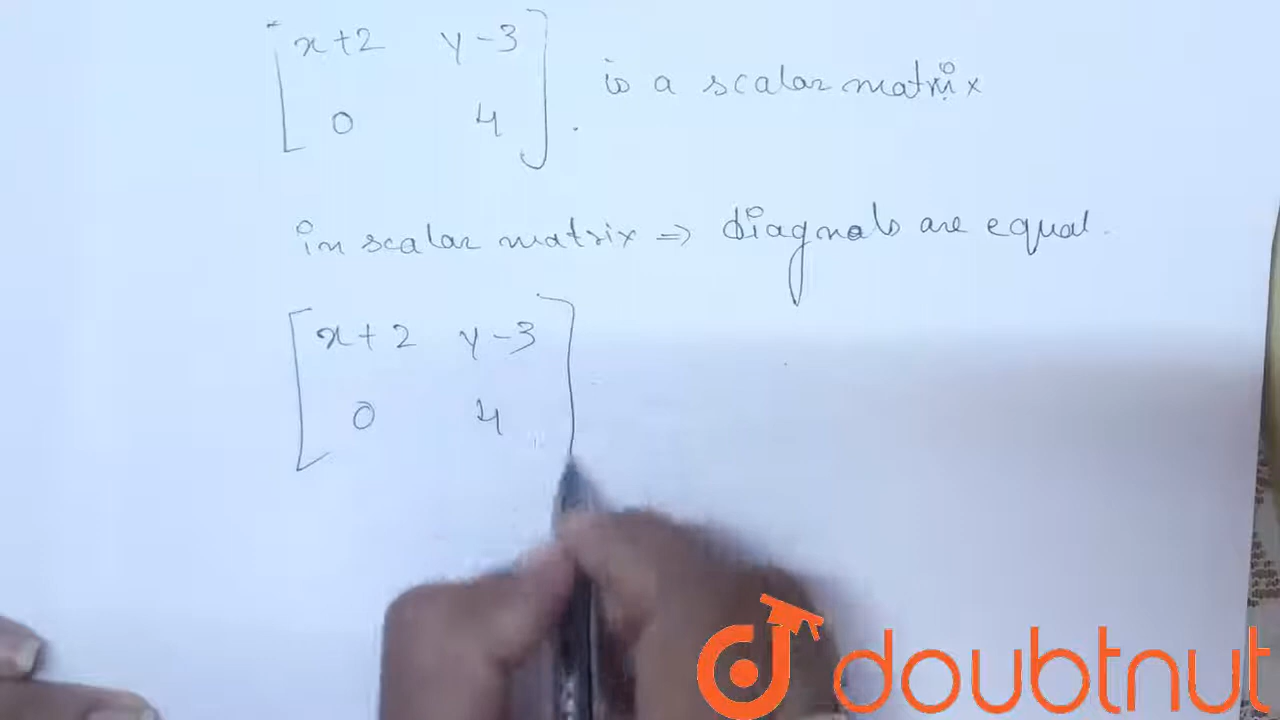 x+2 y-3
is a scalar matrix
0 4 .
in scalar matrix ⇒ diagnals are equal.
x+2 y-3
0 4
doubtnut